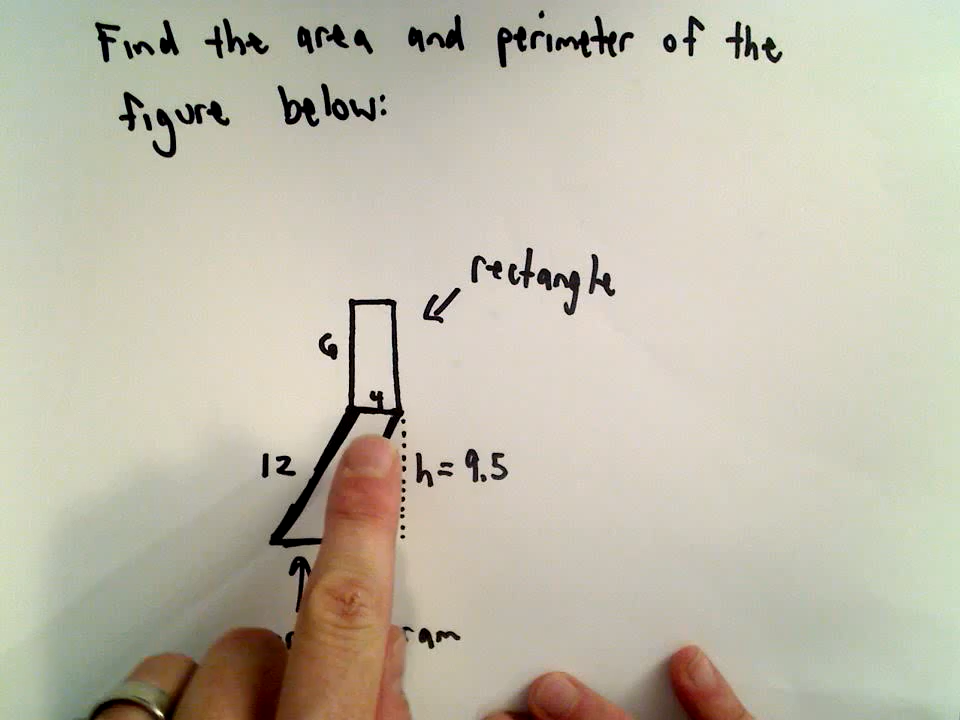 Find the area and perimeter of the
figure below:
rectangle
6
4
12
h = 9.5